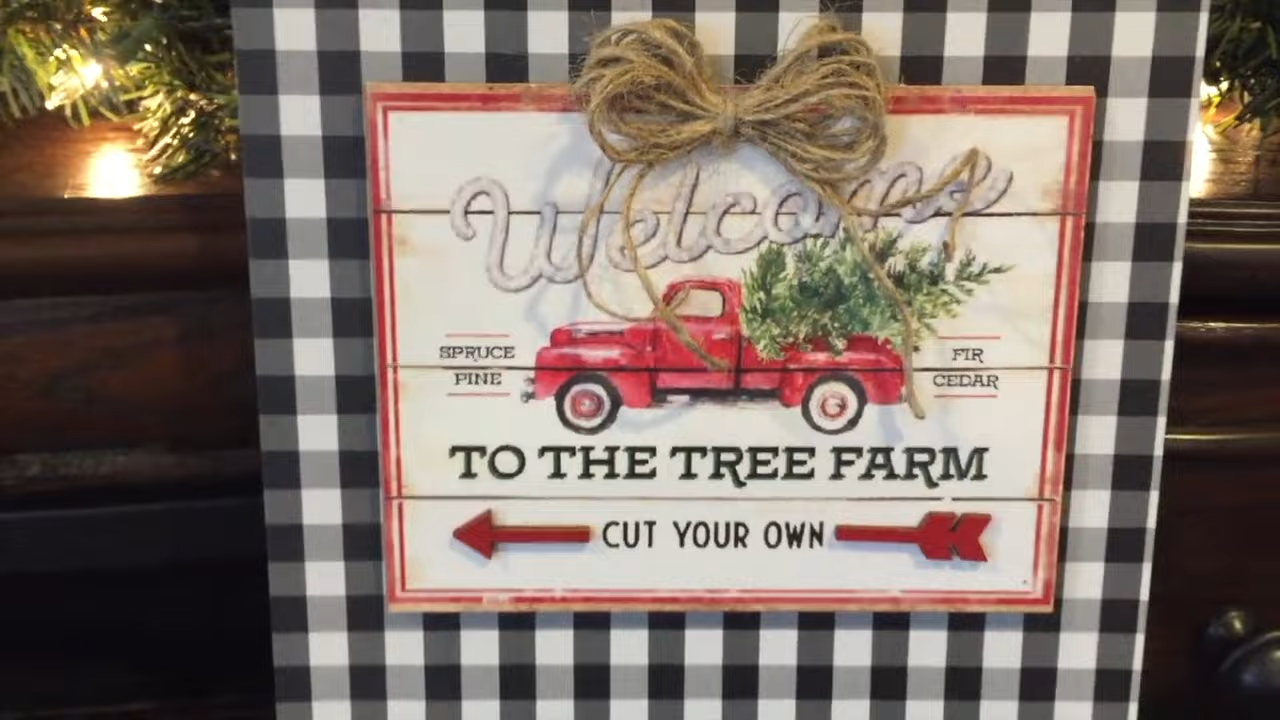 Welcome
SPRUCE
PINE
FIR
CEDAR
TO THE TREE FARM
CUT YOUR OWN